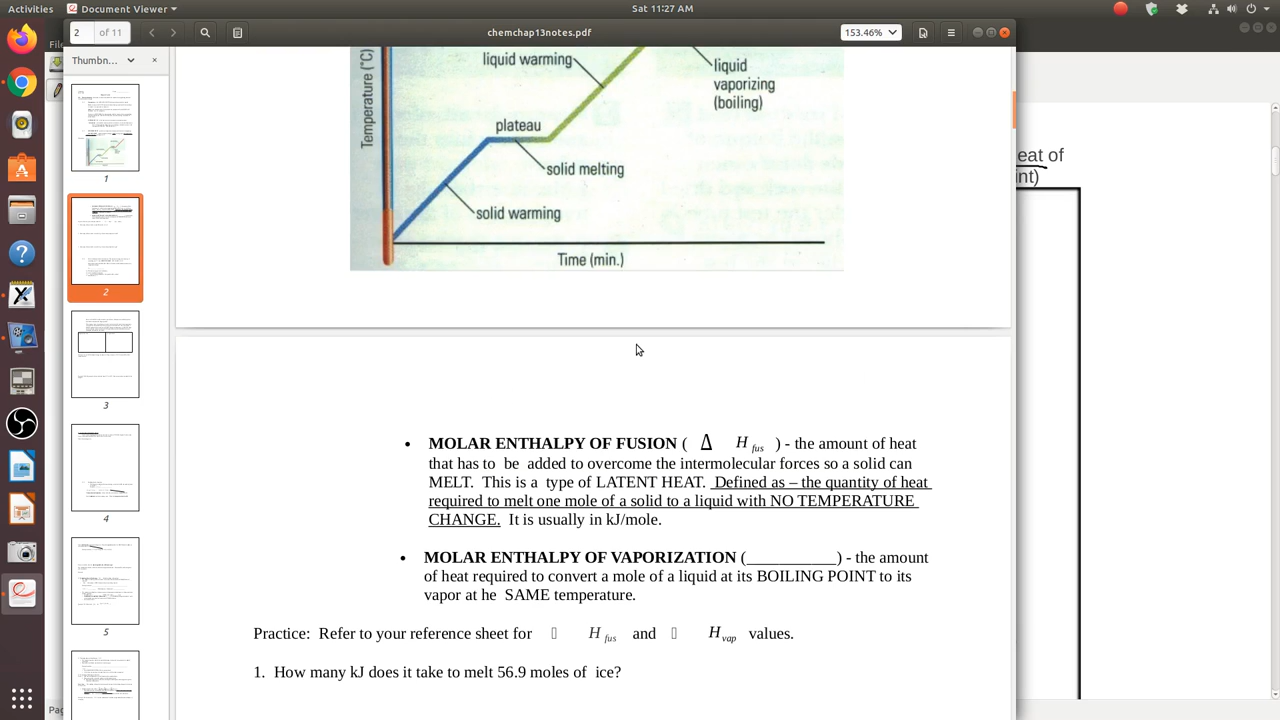 Activities
Document Viewer
Sat 11:27 AM
2
of 11
chemchap13notes.pdf
153.46%
File
Thumbn...
1
2
3
4
5
Temperature (°C)
liquid warming
liquid
vaporizing
(boiling)
plateau
solid melting
solid warming
Time (min.)
eat of
int)
• MOLAR ENTHALPY OF FUSION ( Δ H fus ) - the amount of heat
that has to be added to overcome the intermolecular forces so a solid can
MELT. This is a type of LATENT HEAT. Defined as – the quantity of heat
required to melt one mole of a solid to a liquid with NO TEMPERATURE
CHANGE. It is usually in kJ/mole.
• MOLAR ENTHALPY OF VAPORIZATION (____________) - the amount
of heat required to convert a mole of a liquid at its BOILING POINT to its
vapor at he SAME temperature.
Practice: Refer to your reference sheet for H fus and H vap values.
1. How many kJ does it take to melt 56.9 moles of ice?
Pag